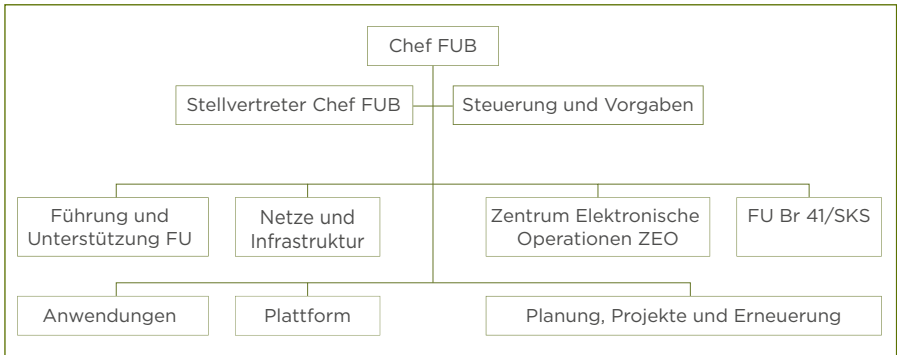 Chef FUB
Stellvertreter Chef FUB
Steuerung und Vorgaben
Führung und
Unterstützung FU
Netze und
Infrastruktur
Zentrum Elektronische
Operationen ZEO
FU Br 41/SKS
Anwendungen
Plattform
Planung, Projekte und Erneuerung